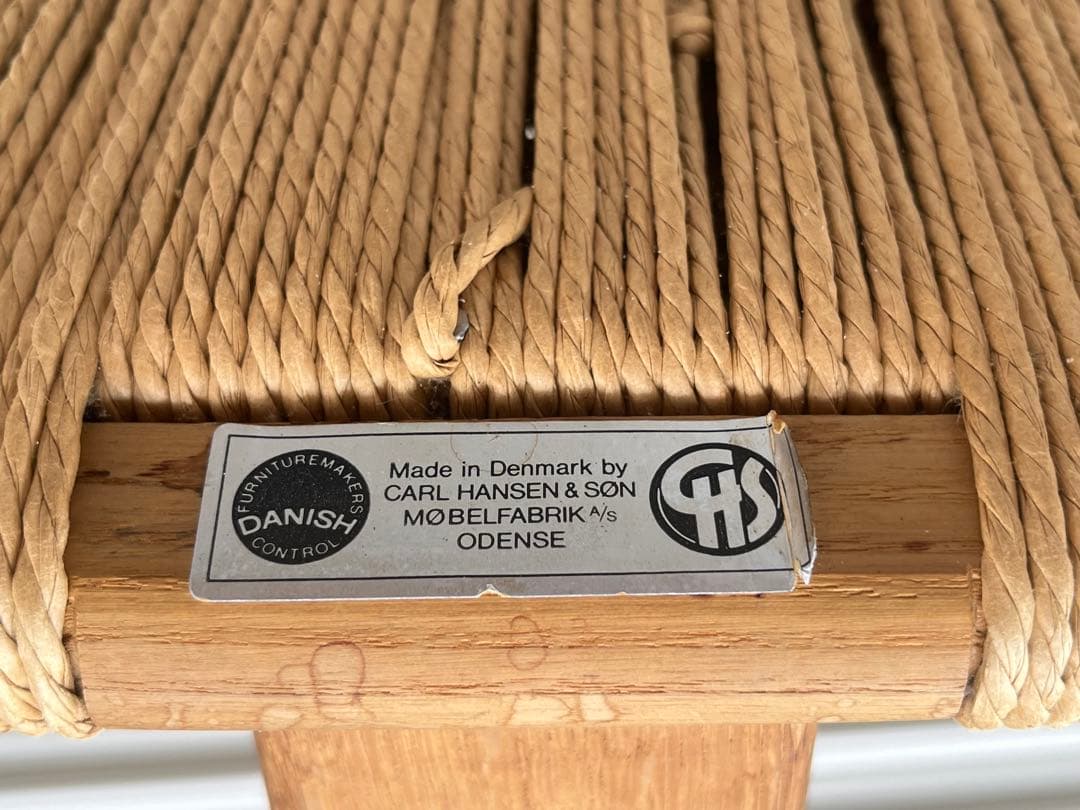 FURNITUREMAKERS
DANISH
CONTROL
Made in Denmark by
CARL HANSEN & SØN
MØBELFABRIK A/s
ODENSE
CHS